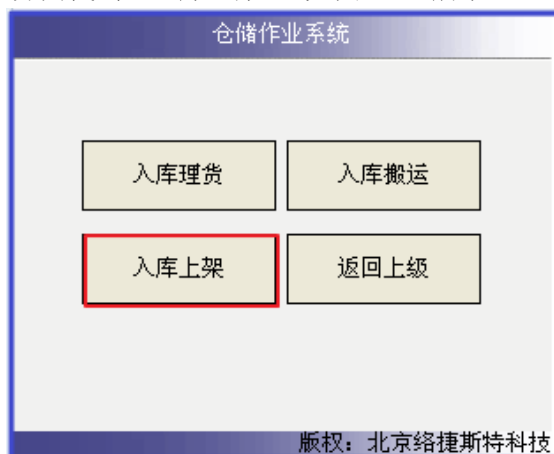 仓储作业系统
入库理货
入库搬运
入库上架
返回上级
版权：北京络捷斯特科技